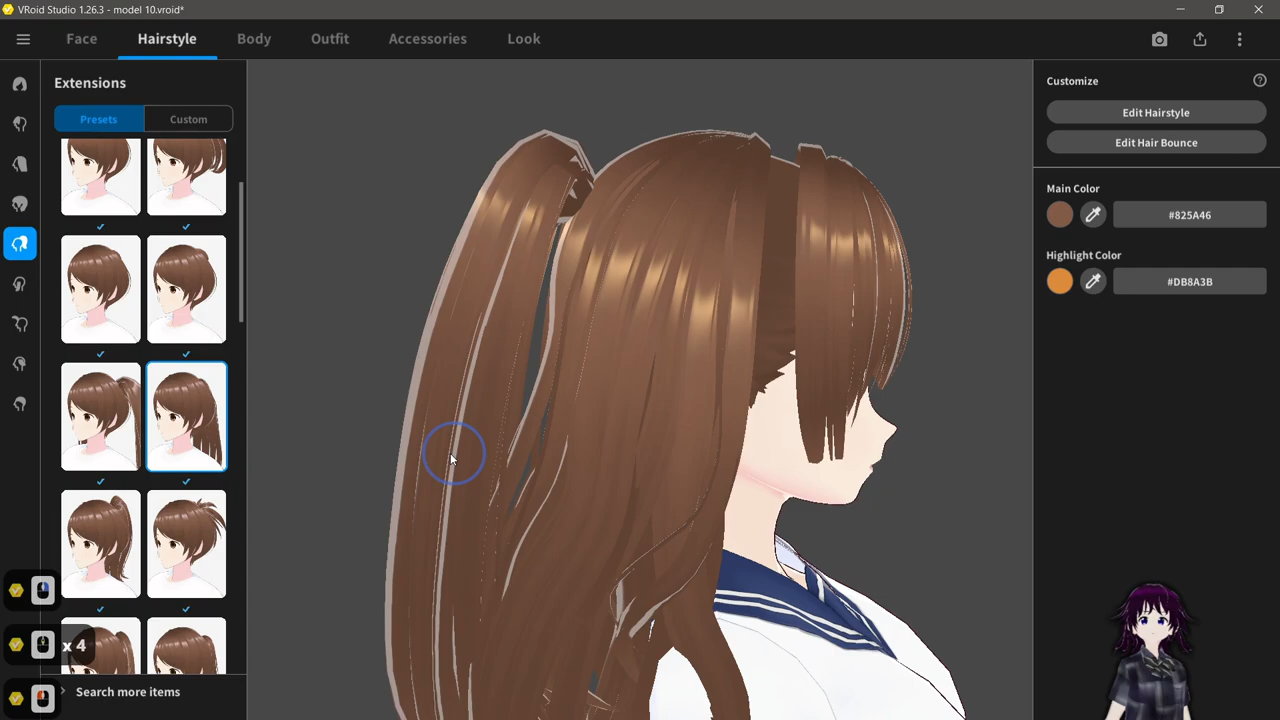 VRoid Studio 1.26.3 - model 10.vroid*
Face
Hairstyle
Body
Outfit
Accessories
Look
Extensions
Presets
Custom
Search more items
x 4
Customize
Edit Hairstyle
Edit Hair Bounce
Main Color
#825A46
Highlight Color
#DB8A3B